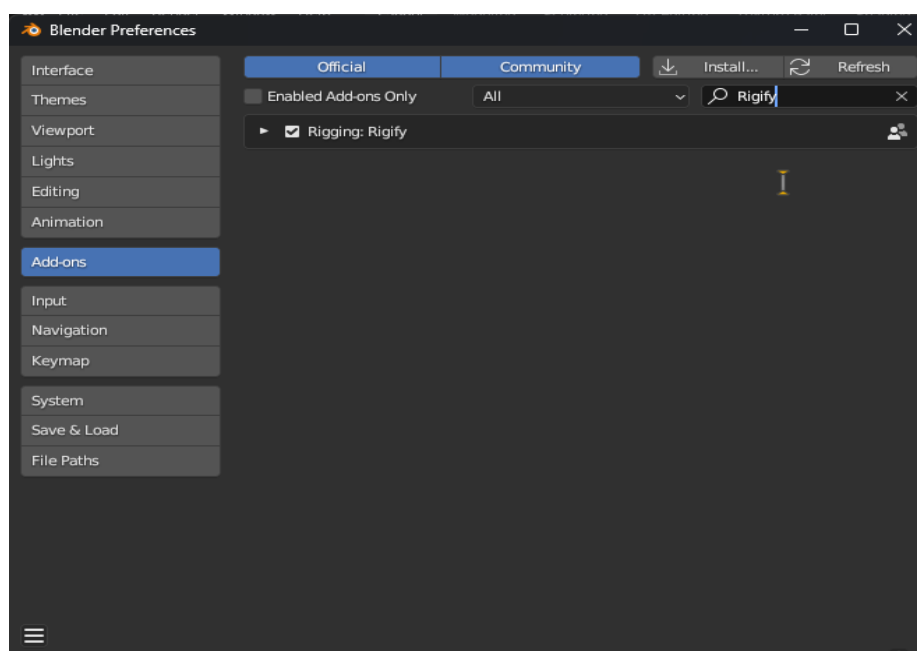 Blender Preferences
Interface
Themes
Viewport
Lights
Editing
Animation
Add-ons
Input
Navigation
Keymap
System
Save & Load
File Paths
Official Community Install... Refresh
Enabled Add-ons Only All Rigify
Rigging: Rigify